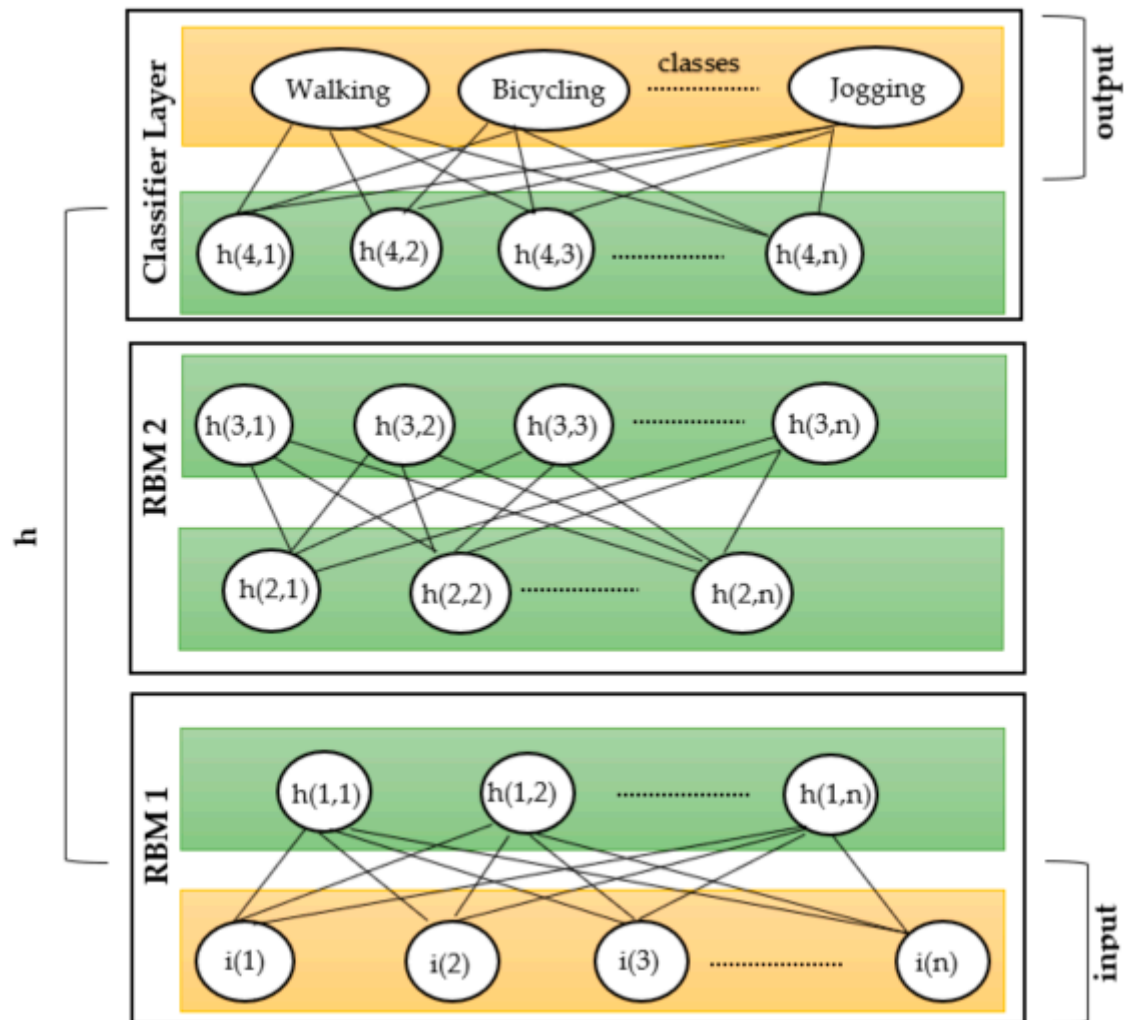 Classifier Layer
Walking Bicycling classes Jogging
output
h(4,1) h(4,2) h(4,3) h(4,n)
h
RBM 2
h(3,1) h(3,2) h(3,3) h(3,n)
h(2,1) h(2,2) h(2,n)
RBM 1
h(1,1) h(1,2) h(1,n)
i(1) i(2) i(3) i(n)
input